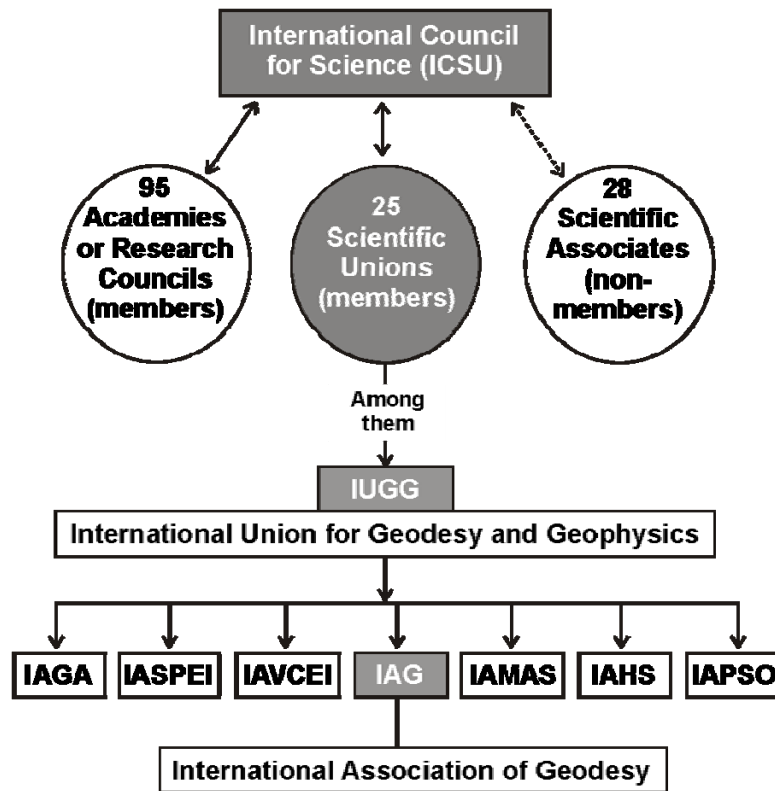 International Council
for Science (ICSU)
95
Academies
or Research
Councils
(members)
25
Scientific
Unions
(members)
28
Scientific
Associates
(non-
members)
Among
them
IUGG
International Union for Geodesy and Geophysics
IAGA IASPEI IAVCEI IAG IAMAS IAHS IAPSO
International Association of Geodesy